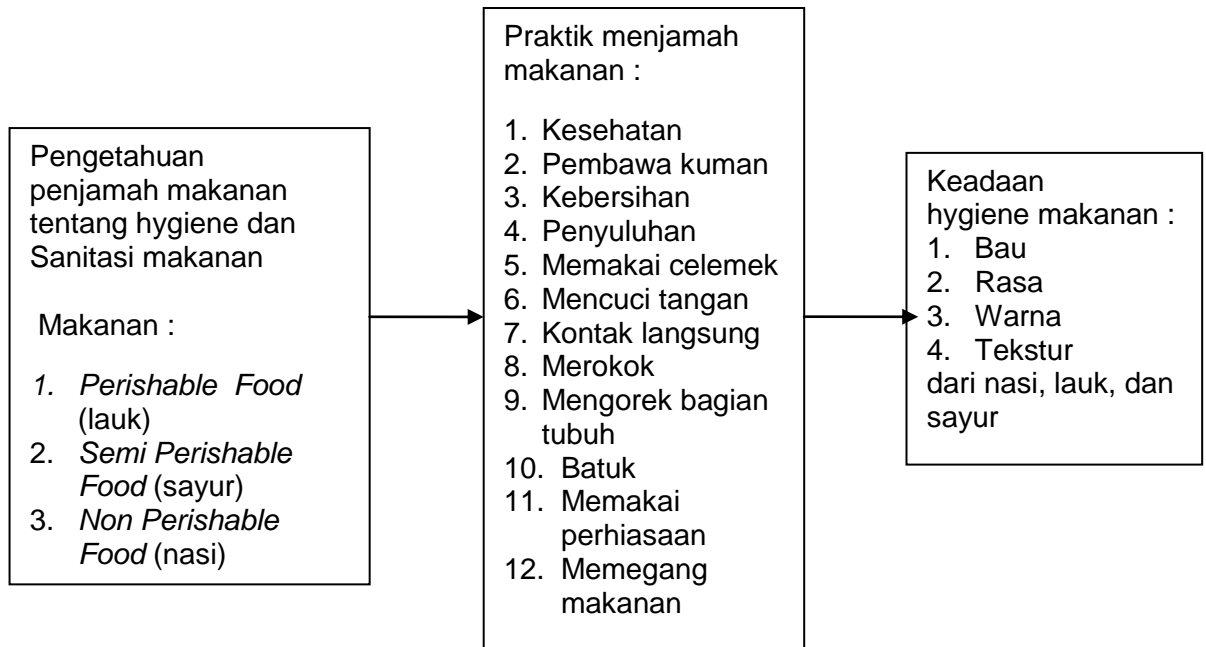 Pengetahuan
penjamah makanan
tentang hygiene dan
Sanitasi makanan
Makanan :
1. Perishable Food
(lauk)
2. Semi Perishable
Food (sayur)
3. Non Perishable
Food (nasi)
Praktik menjamah
makanan :
1. Kesehatan
2. Pembawa kuman
3. Kebersihan
4. Penyuluhan
5. Memakai celemek
6. Mencuci tangan
7. Kontak langsung
8. Merokok
9. Mengorek bagian
tubuh
10. Batuk
11. Memakai
perhiasaan
12. Memegang
makanan
Keadaan
hygiene makanan :
1. Bau
2. Rasa
3. Warna
4. Tekstur
dari nasi, lauk, dan
sayur